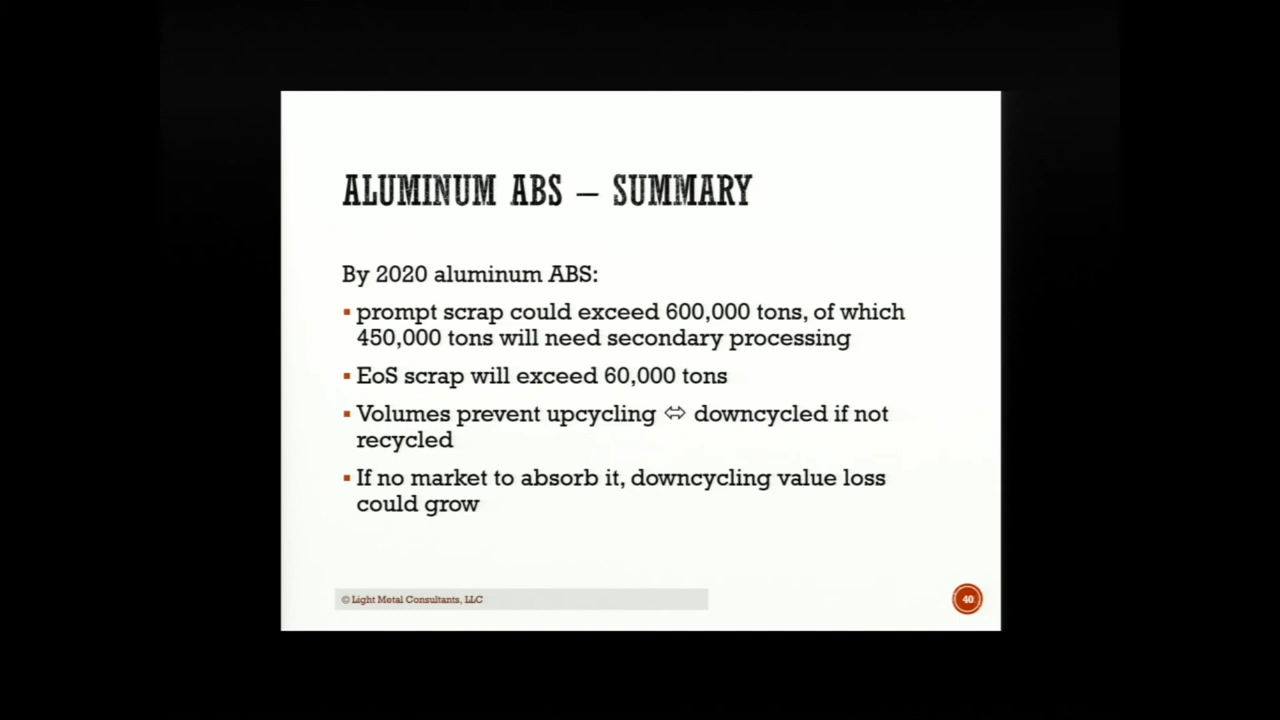 ALUMINUM ABS – SUMMARY
By 2020 aluminum ABS:
▪ prompt scrap could exceed 600,000 tons, of which
450,000 tons will need secondary processing
▪ EoS scrap will exceed 60,000 tons
▪ Volumes prevent upcycling ⬄ downcycled if not
recycled
▪ If no market to absorb it, downcycling value loss
could grow
© Light Metal Consultants, LLC
40